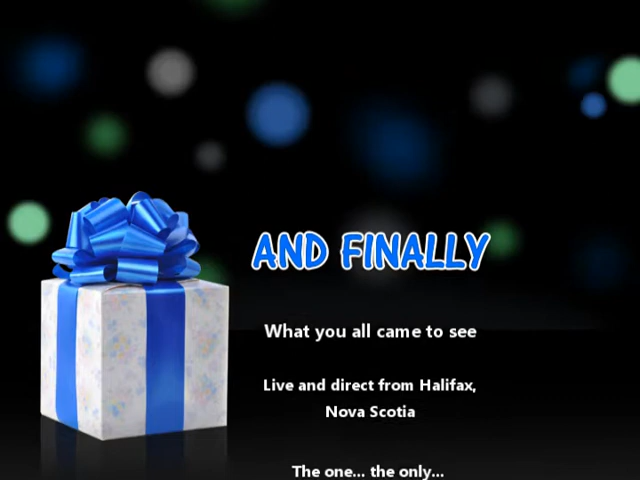 AND FINALLY
What you all came to see
Live and direct from Halifax,
Nova Scotia
The one... the only...